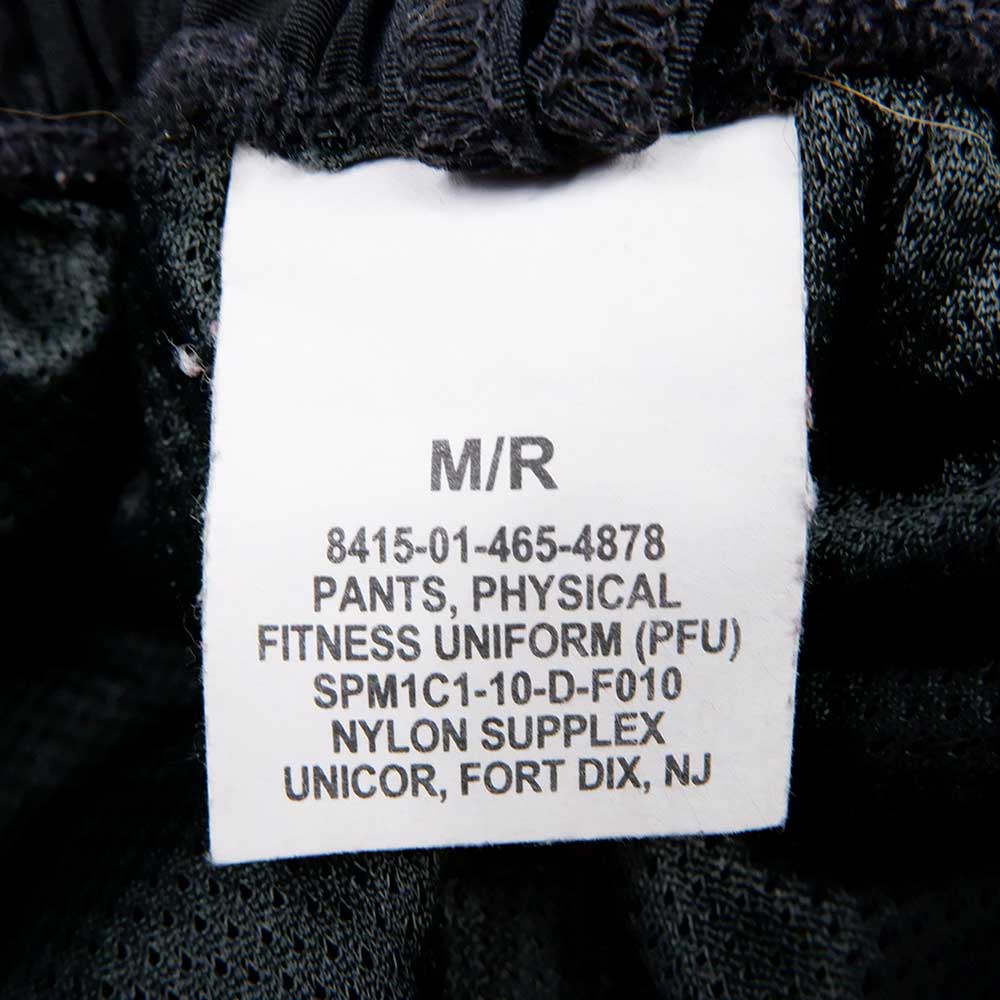 M/R
8415-01-465-4878
PANTS, PHYSICAL
FITNESS UNIFORM (PFU)
SPM1C1-10-D-F010
NYLON SUPPLEX
UNICOR, FORT DIX, NJ